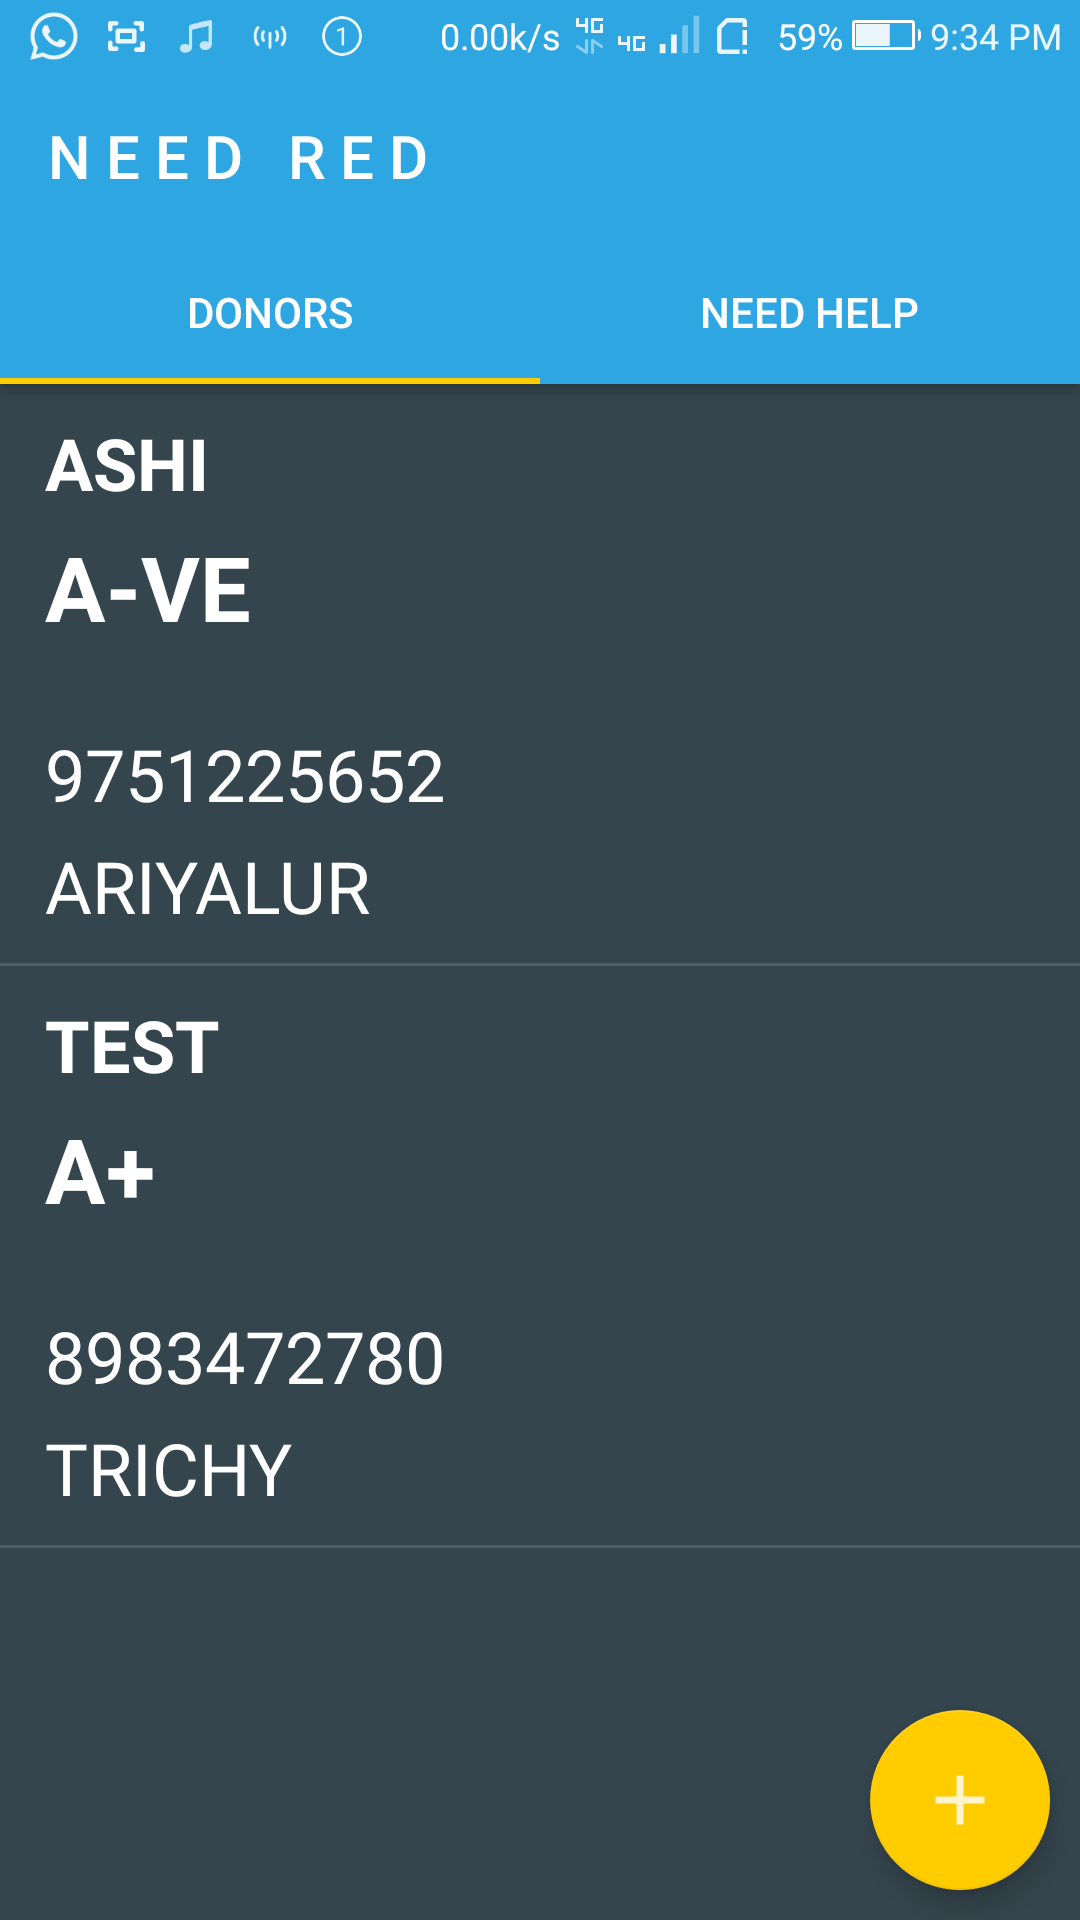 1 0.00k/s 4G 4G 59% 9:34 PM
NEED RED
DONORS NEED HELP
ASHI
A-VE
9751225652
ARIYALUR
TEST
A+
8983472780
TRICHY